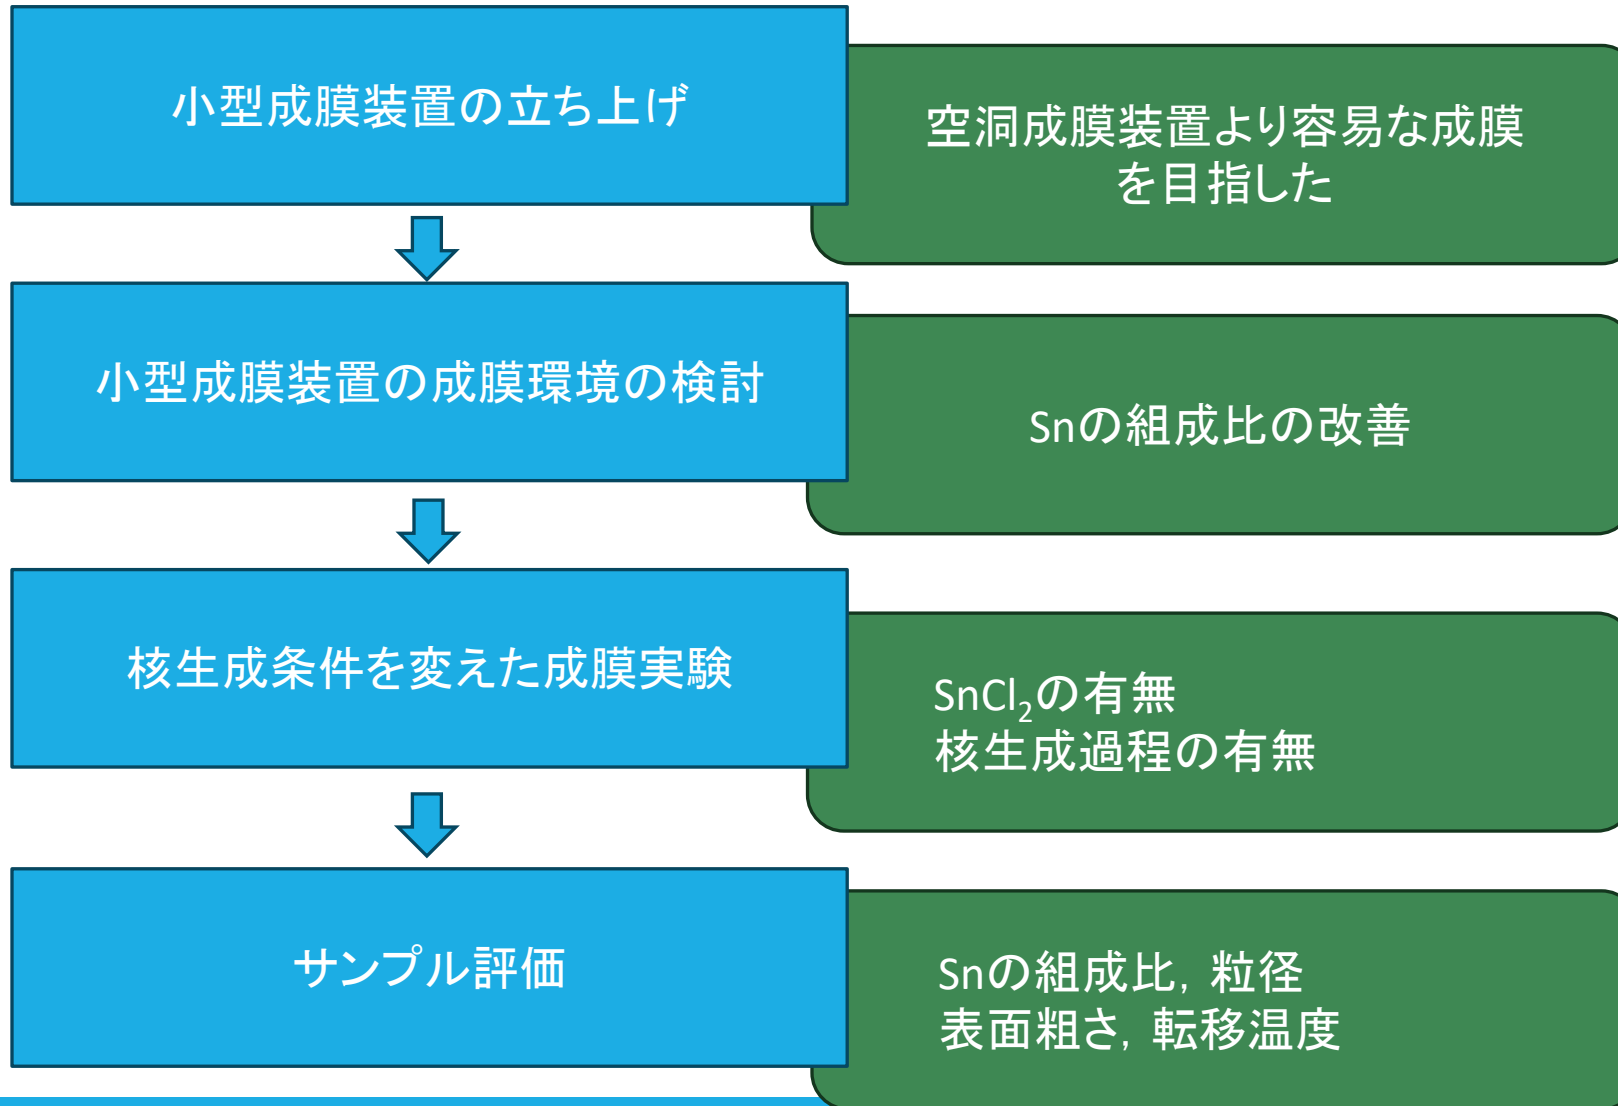 小型成膜装置の立ち上げ
空洞成膜装置より容易な成膜
を目指した
小型成膜装置の成膜環境の検討
Snの組成比の改善
核生成条件を変えた成膜実験
SnCl₂の有無
核生成過程の有無
サンプル評価
Snの組成比, 粒径
表面粗さ, 転移温度